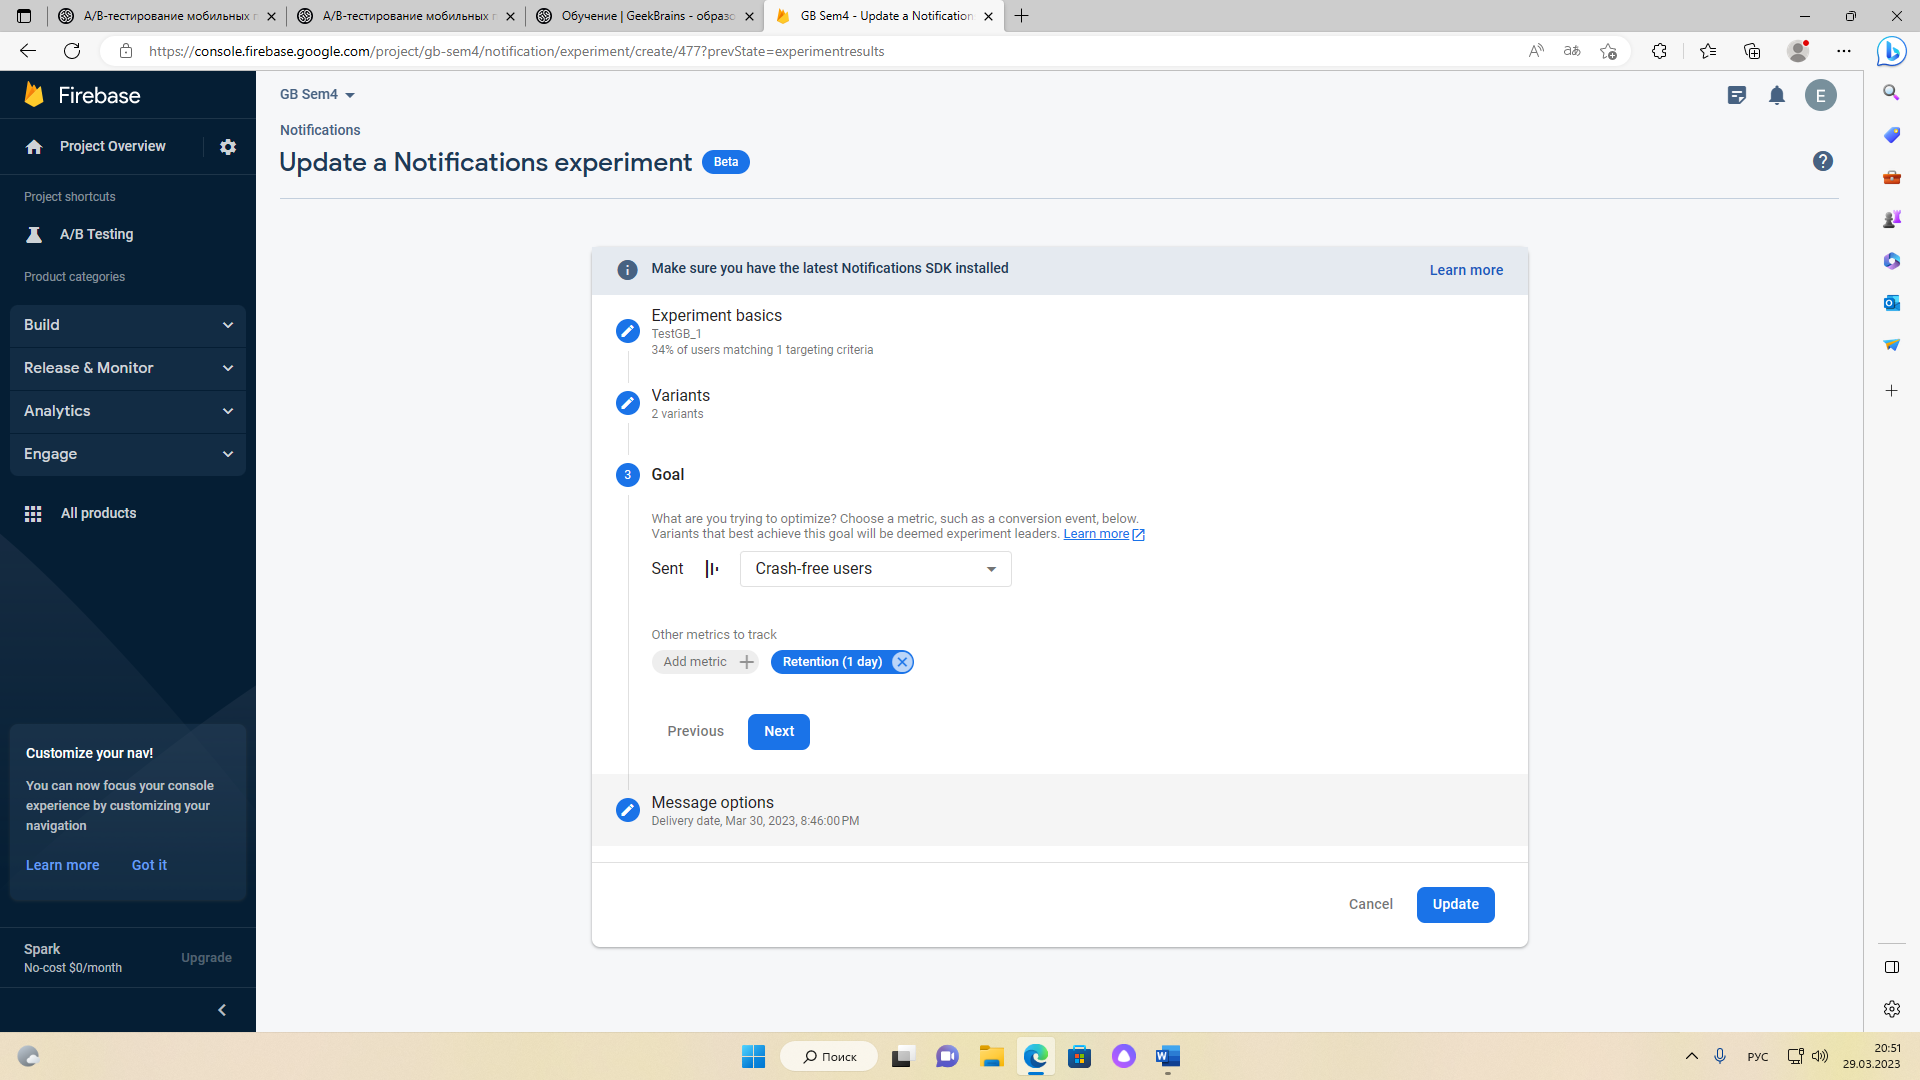 А/В-тестирование мобильных п
А/В-тестирование мобильных п
Обучение | GeekBrains - образо
GB Sem4 - Update a Notification
https://console.firebase.google.com/project/gb-sem4/notification/experiment/create/477?prevState=experimentresults
Firebase
Project Overview
Project shortcuts
A/B Testing
Product categories
Build
Release & Monitor
Analytics
Engage
All products
Customize your nav!
You can now focus your console
experience by customizing your
navigation
Learn more
Got it
Spark
No-cost $0/month
Upgrade
GB Sem4
E
Notifications
Update a Notifications experiment
Beta
Make sure you have the latest Notifications SDK installed
Learn more
Experiment basics
TestGB_1
34% of users matching 1 targeting criteria
Variants
2 variants
3
Goal
What are you trying to optimize? Choose a metric, such as a conversion event, below.
Variants that best achieve this goal will be deemed experiment leaders. Learn more
Sent
Crash-free users
Other metrics to track
Add metric
Retention (1 day)
Previous
Next
Message options
Delivery date, Mar 30, 2023, 8:46:00 PM
Cancel
Update
Поиск
РУС
20:51
29.03.2023